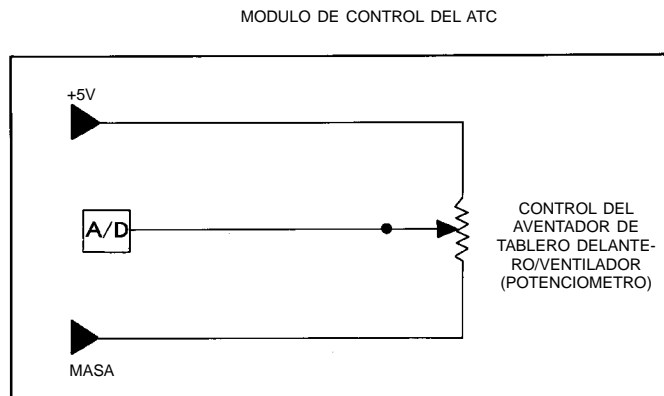 MODULO DE CONTROL DEL ATC
+5V
A/D
CONTROL DEL
AVENTADOR DE
TABLERO DELANTE-
RO/VENTILADOR
(POTENCIOMETRO)
MASA